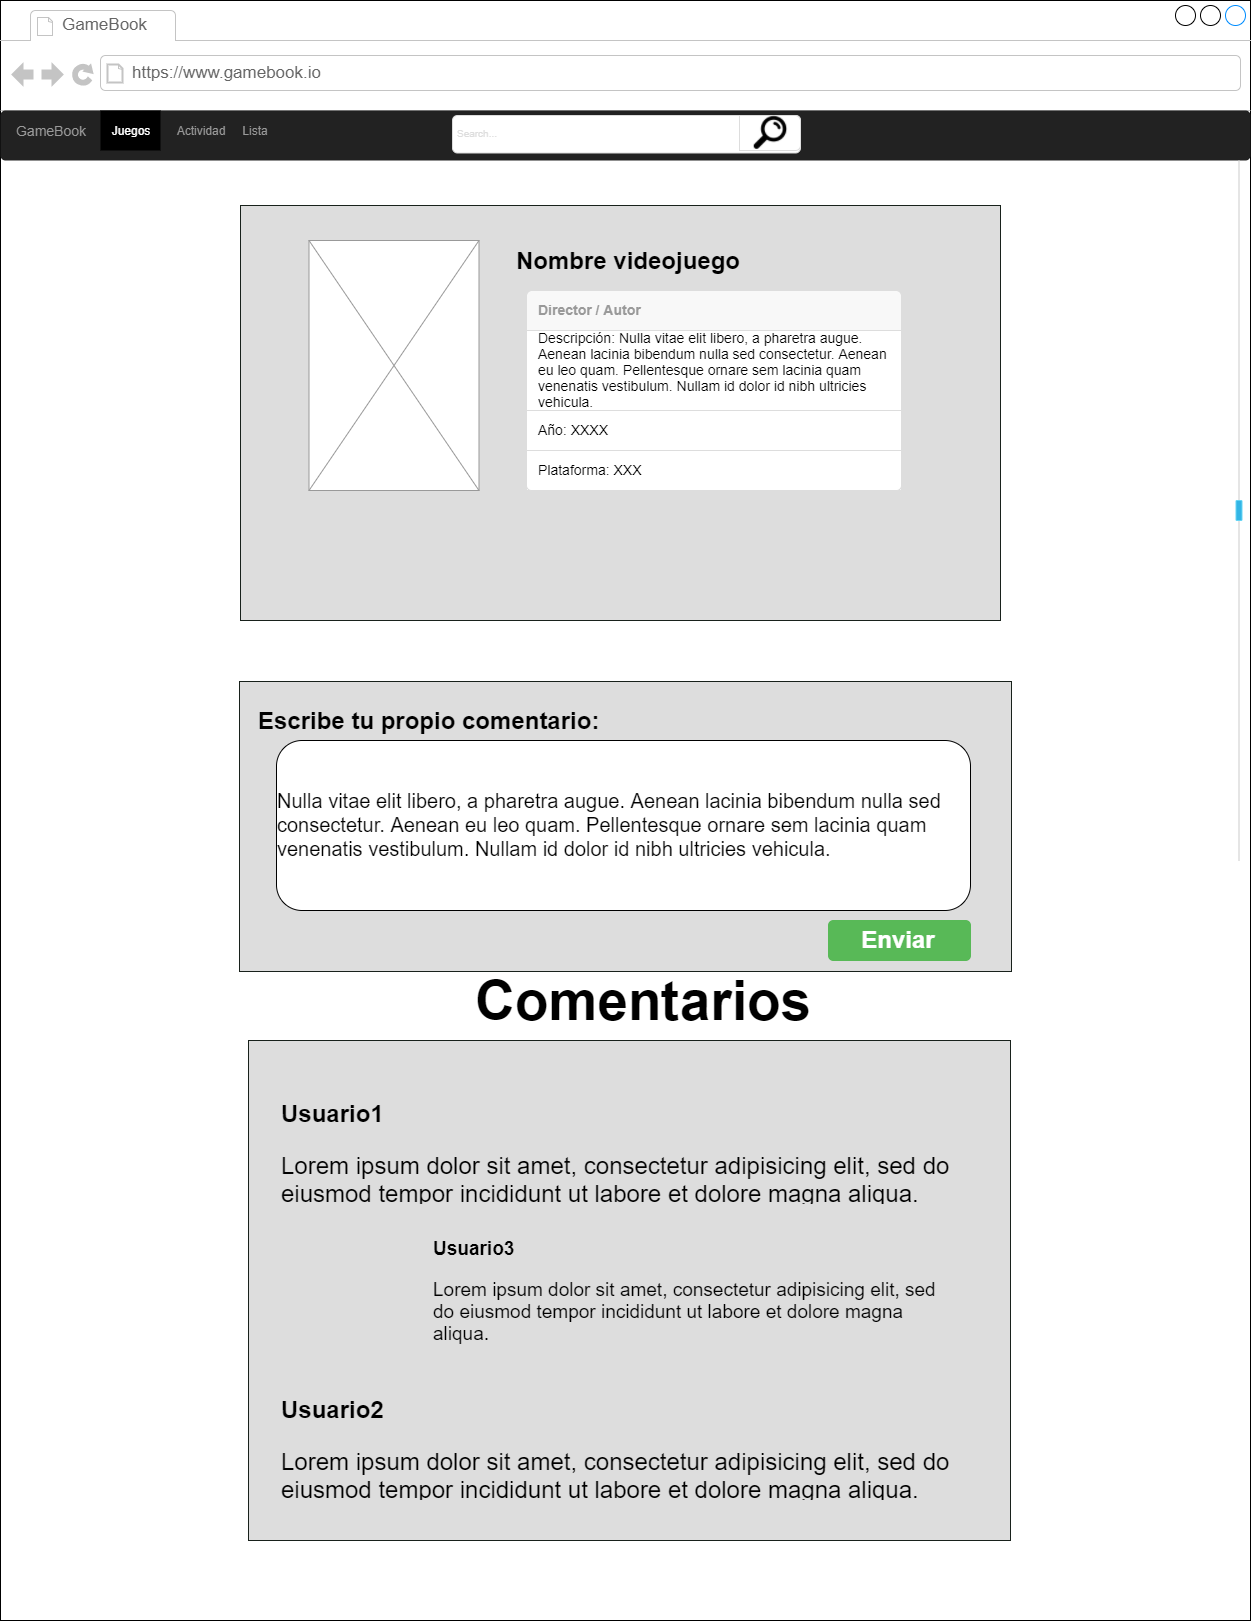 GameBook
https://www.gamebook.io
GameBook Juegos Actividad Lista Search...
Nombre videojuego
Director / Autor
Descripción: Nulla vitae elit libero, a pharetra augue.
Aenean lacinia bibendum nulla sed consectetur. Aenean
eu leo quam. Pellentesque ornare sem lacinia quam
venenatis vestibulum. Nullam id dolor id nibh ultricies
vehicula.
Año: XXXX
Plataforma: XXX
Escribe tu propio comentario:
Nulla vitae elit libero, a pharetra augue. Aenean lacinia bibendum nulla sed
consectetur. Aenean eu leo quam. Pellentesque ornare sem lacinia quam
venenatis vestibulum. Nullam id dolor id nibh ultricies vehicula.
Enviar
Comentarios
Usuario1
Lorem ipsum dolor sit amet, consectetur adipisicing elit, sed do
eiusmod tempor incididunt ut labore et dolore magna aliqua.
Usuario3
Lorem ipsum dolor sit amet, consectetur adipisicing elit, sed
do eiusmod tempor incididunt ut labore et dolore magna
aliqua.
Usuario2
Lorem ipsum dolor sit amet, consectetur adipisicing elit, sed do
eiusmod tempor incididunt ut labore et dolore magna aliqua.